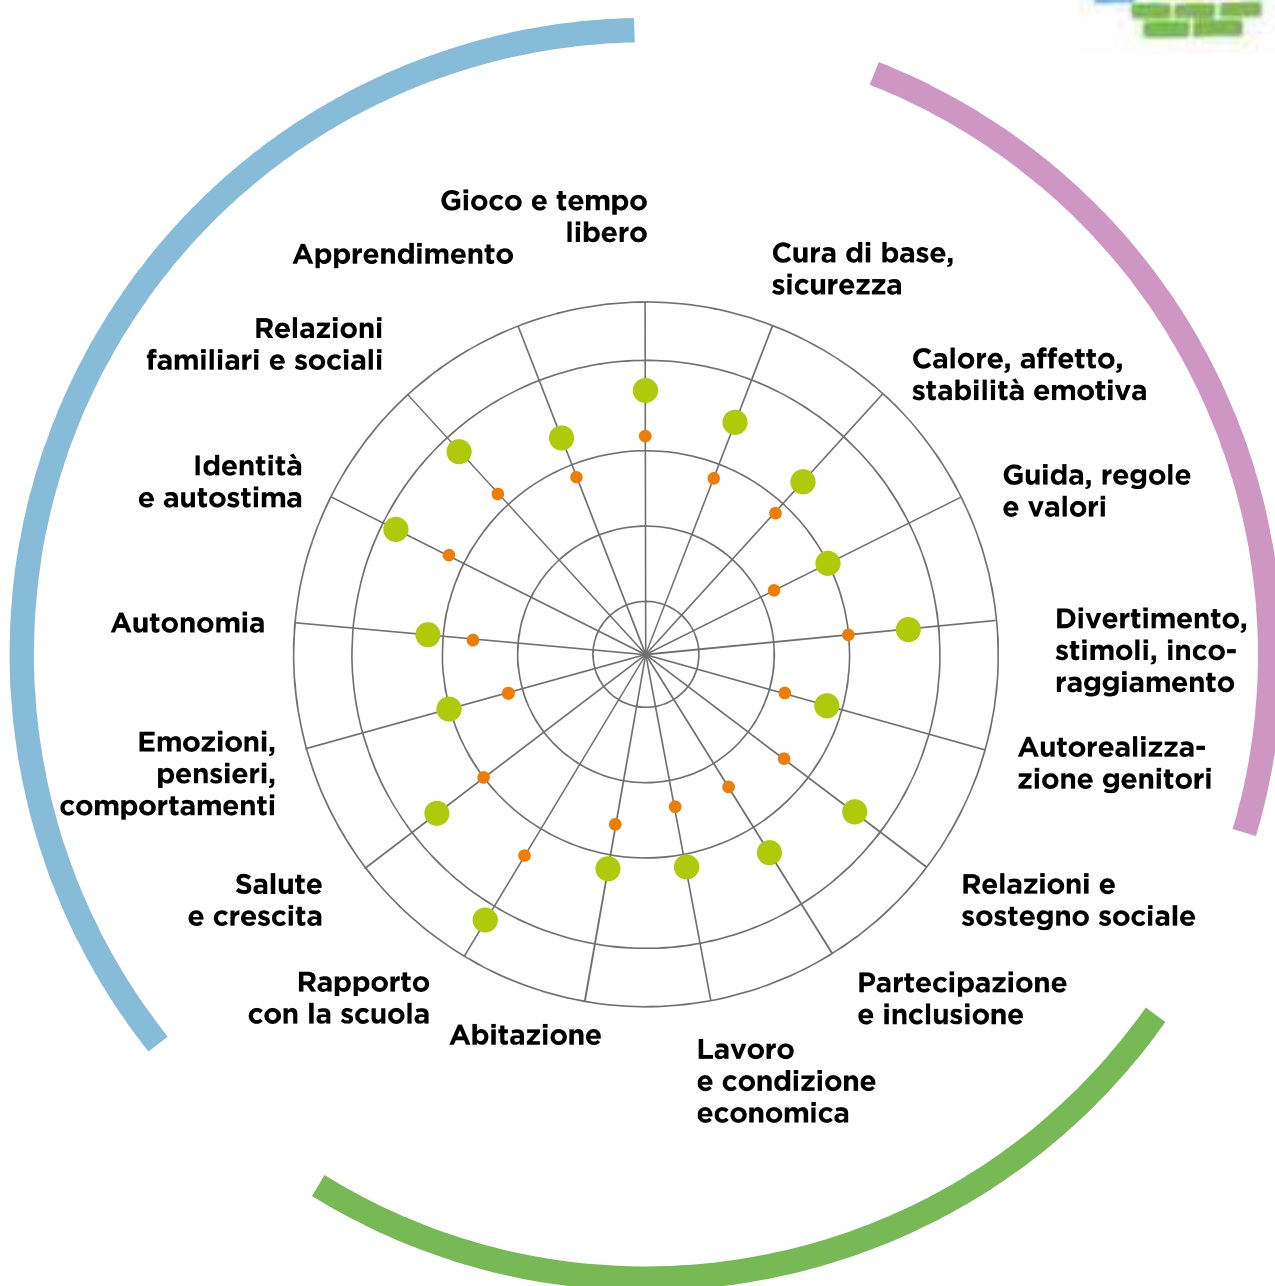 Gioco e tempo
libero
Cura di base,
sicurezza
Calore, affetto,
stabilità emotiva
Guida, regole
e valori
Divertimento,
stimoli, inco-
raggiamento
Autorealizza-
zione genitori
Relazioni e
sostegno sociale
Partecipazione
e inclusione
Lavoro
e condizione
economica
Abitazione
Rapporto
con la scuola
Salute
e crescita
Emozioni,
pensieri,
comportamenti
Autonomia
Identità
e autostima
Relazioni
familiari e sociali
Apprendimento